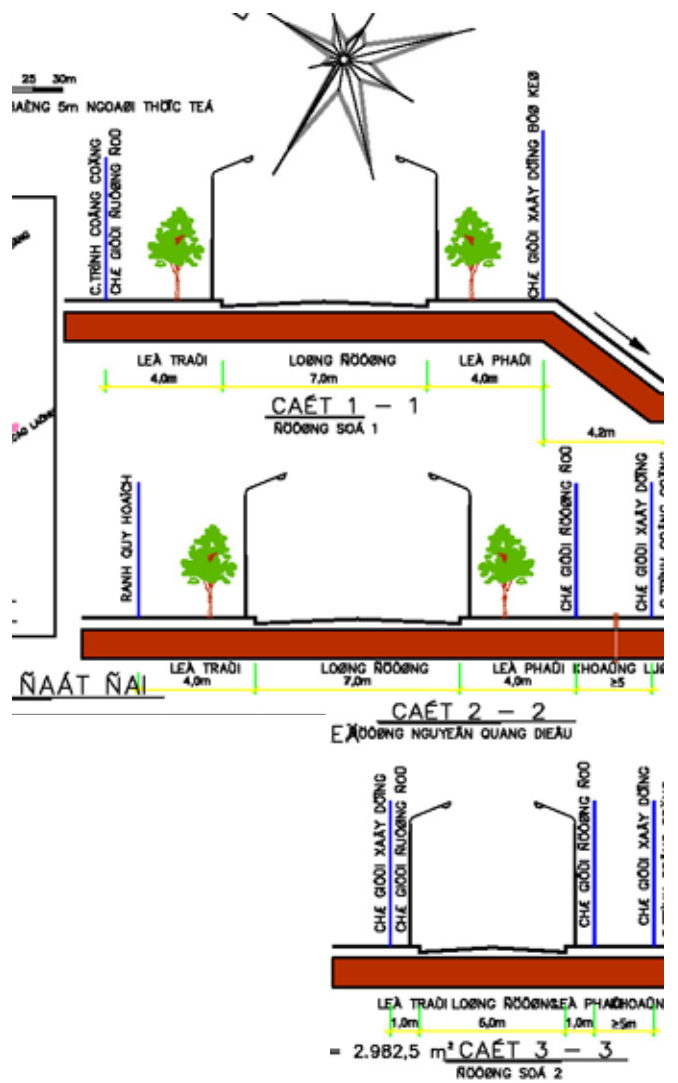 25 30m
5m NGOAØI THÖÏC TEÁ
C.TRÌNH COÂNG COÄNG
CHÆ GIÔÙI ÑÖÔØNG ÑOÛ
CHÆ GIÔÙI XAÂY DÖÏNG BÔØ KEØ
LEÀ TRAÙI LOØNG ÑÖÔØNG LEÀ PHAÛI
4,0m 7,0m 4,0m
4,2m
CAÉT 1 - 1
ÑÖÔØNG SOÁ 1
RANH QUY HOAÏCH
CHÆ GIÔÙI ÑÖÔØNG ÑOÛ
CHÆ GIÔÙI XAÂY DÖÏNG
LEÀ TRAÙI LOØNG ÑÖÔØNG LEÀ PHAÛI KHOAÛNG
4,0m 7,0m 4,0m ≥5
ÑAÁT ÑAI
CAÉT 2 - 2
ÑÖÔØNG NGUYEÃN QUANG DIEÂU
CHÆ GIÔÙI XAÂY DÖÏNG
CHÆ GIÔÙI ÑÖÔØNG ÑOÛ
CHÆ GIÔÙI ÑÖÔØNG ÑOÛ
CHÆ GIÔÙI XAÂY DÖÏNG
LEÀ TRAÙI LOØNG ÑÖÔØNG
1,0m 6,0m 1,0m ≥5m
= 2.982,5 m² CAÉT 3 - 3
ÑÖÔØNG SOÁ 2